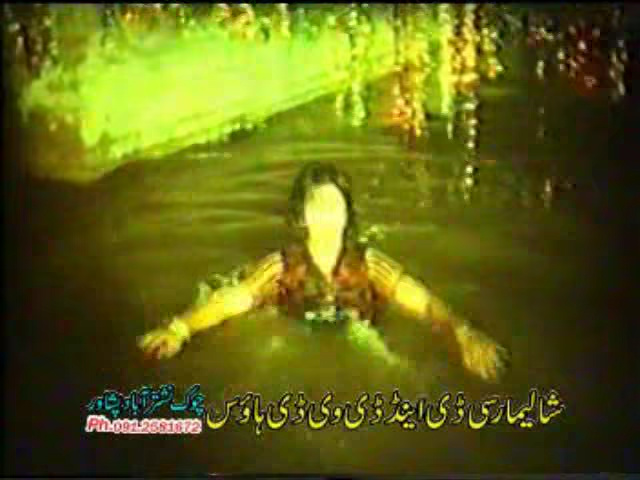 شالیمار سی ڈی اینڈ ڈی وی ڈی ہاؤس
چوک نشتر آباد پشاور
Ph.091.2581672